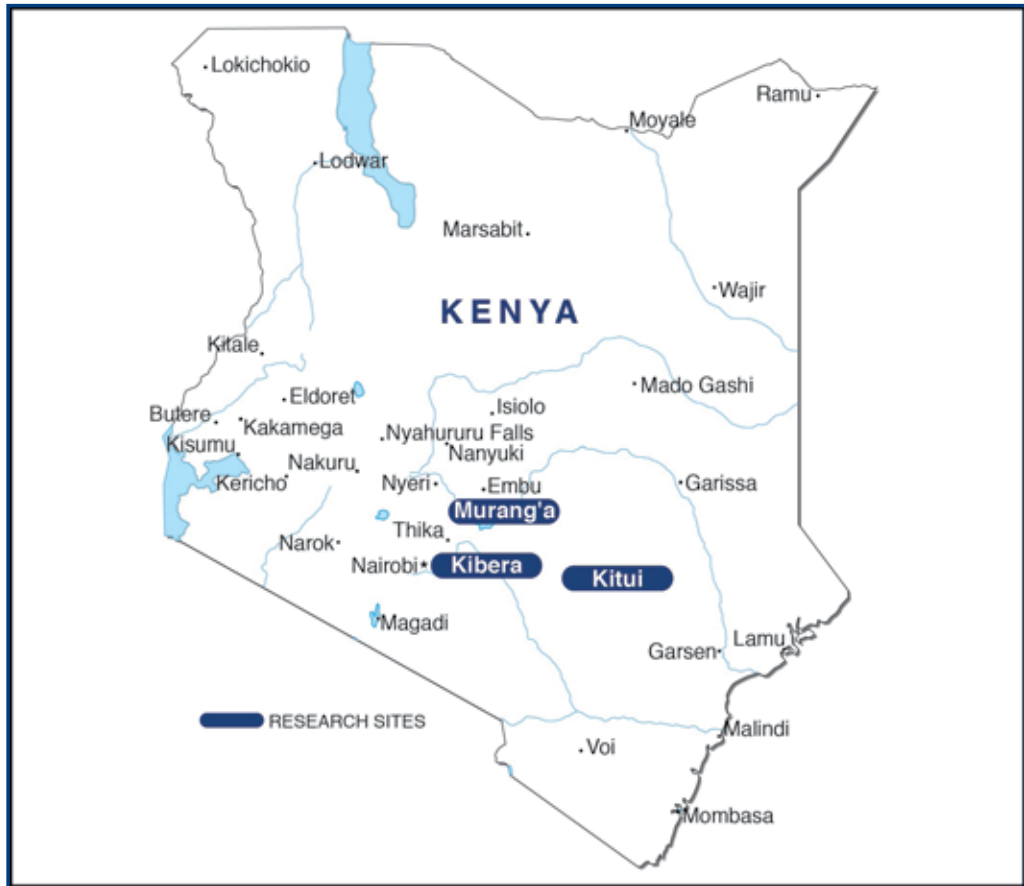 Lokichokio
Ramu
Moyale
Lodwar
Marsabit
Wajir
KENYA
Kitale
Mado Gashi
Eldoret
Isiolo
Butere
Kakamega
Nyahururu Falls
Kisumu
Nanyuki
Nakuru
Kericho
Nyeri
Embu
Garissa
Murang'a
Thika
Narok
Nairobi
Kibera
Kitui
Magadi
Lamu
Garsen
RESEARCH SITES
Malindi
Voi
Mombasa